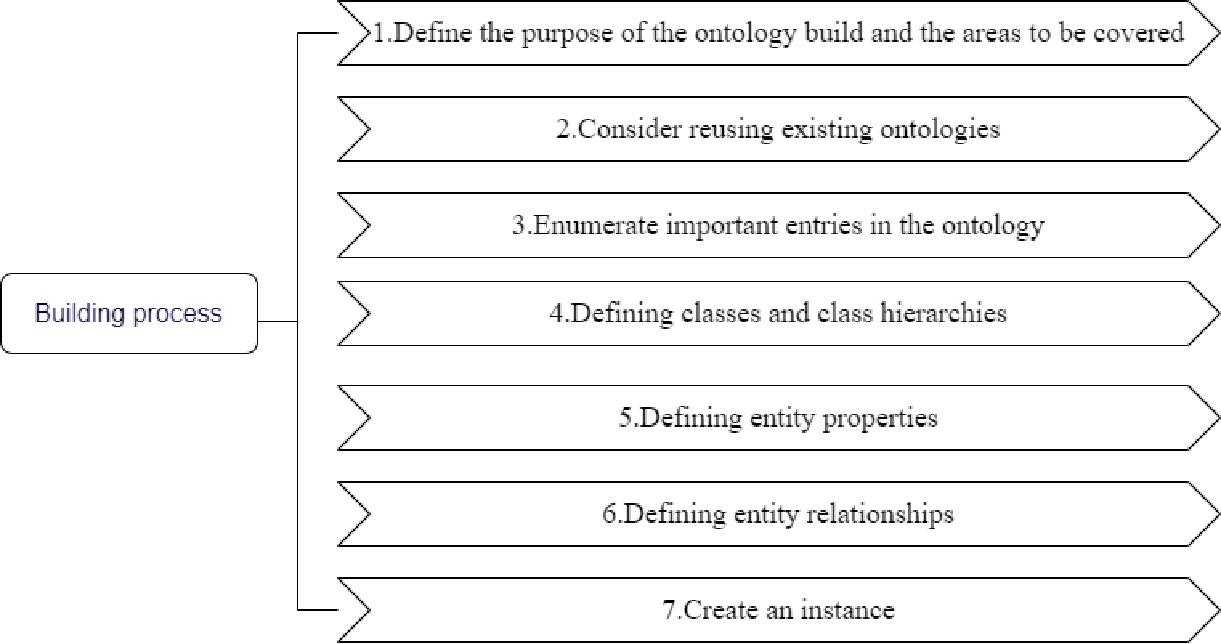 1.Define the purpose of the ontology build and the areas to be covered
2.Consider reusing existing ontologies
3.Enumerate important entries in the ontology
4.Defining classes and class hierarchies
Building process
5.Defining entity properties
6.Defining entity relationships
7.Create an instance